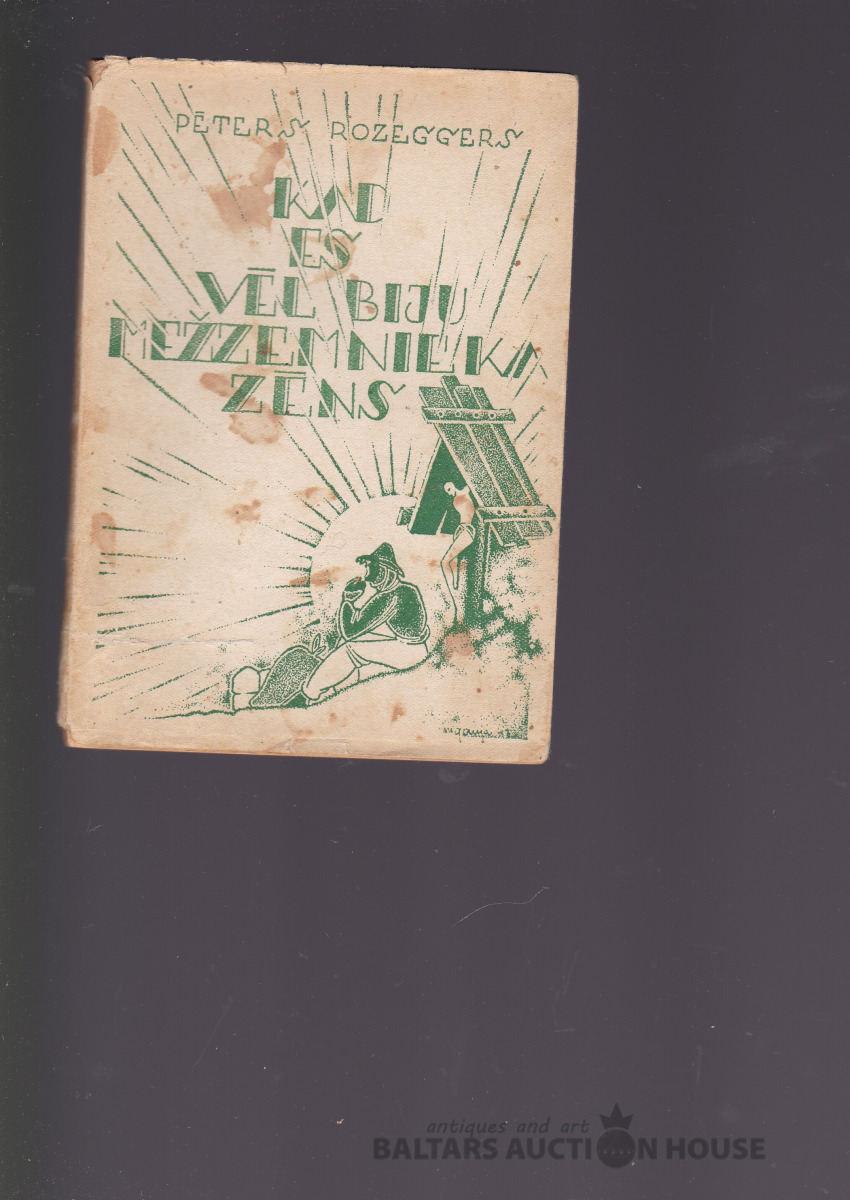 PĒTERS ROZEGGERS
KAD
ES
VĒL BIJU
MEŽZEMNIEKA
ZĒNS
antiques and art
BALTARS AUCTION HOUSE